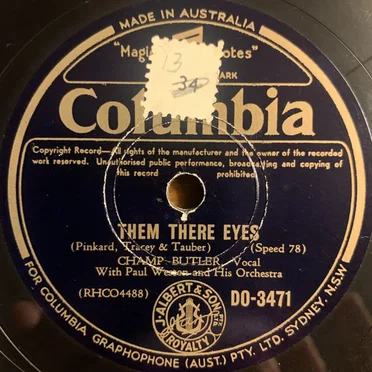 MADE IN AUSTRALIA
"Magic Notes"
MARK
13
34
Columbia
Copyright Record—All rights of the manufacturer and the owner of the recorded
work reserved. Unauthorised public performance, broadcasting and copying of
this record prohibited.
THEM THERE EYES
(Pinkard, Tracey & Tauber) (Speed 78)
CHAMP BUTLER, Vocal
With Paul Weston and His Orchestra
(RHCO4488) DO-3471
J. ALBERT & SON PTY. LTD.
ROYALTY
FOR COLUMBIA GRAPHOPHONE (AUST.) PTY. LTD. SYDNEY. N.S.W.